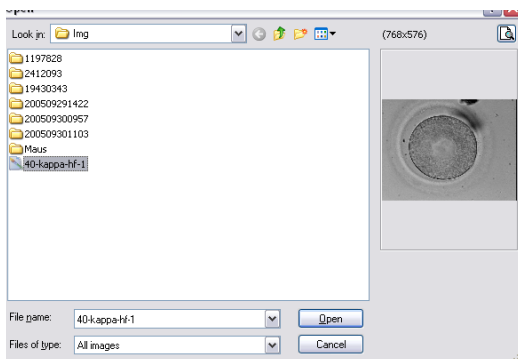 Open
Look in: Img (768x576)
1197828
2412093
19430343
200509291422
200509300957
200509301103
Maus
40-kappa-hf-1
File name: 40-kappa-hf-1 Open
Files of type: All images Cancel